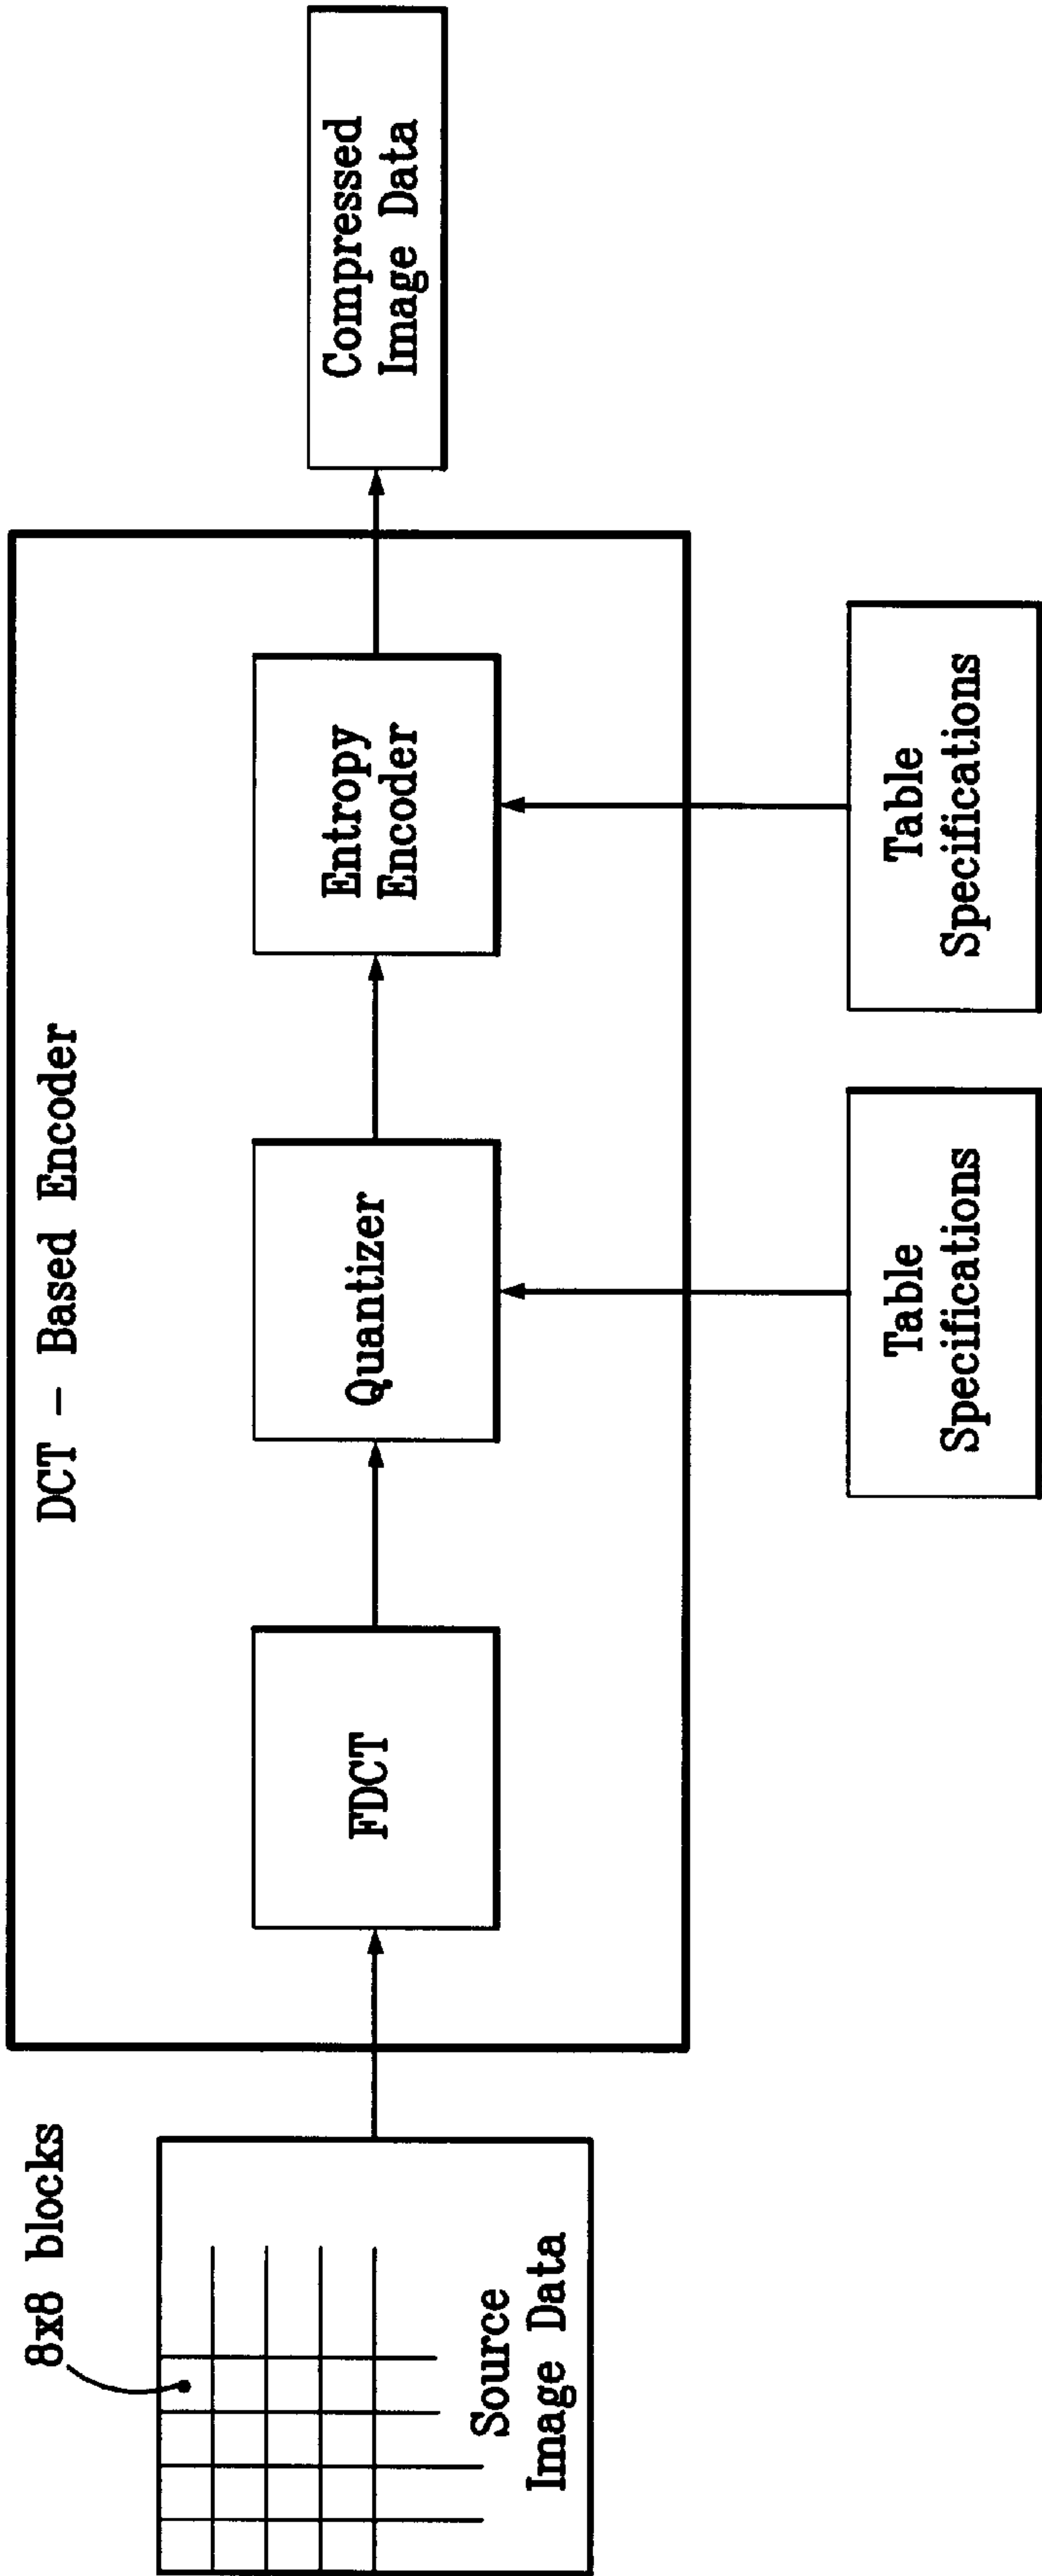 8x8 blocks
Source
Image Data
DCT – Based Encoder
FDCT
Quantizer
Entropy
Encoder
Compressed
Image Data
Table
Specifications
Table
Specifications